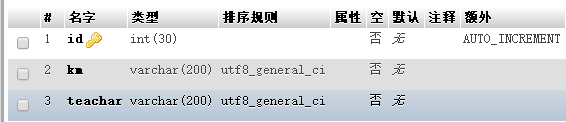 # 名字 类型 排序规则 属性 空 默认 注释 额外
1 id int(30) 否 无 AUTO_INCREMENT
2 km varchar(200) utf8_general_ci 否 无
3 teachar varchar(200) utf8_general_ci 否 无